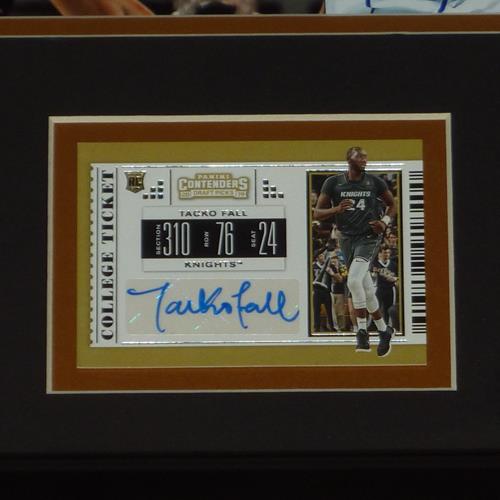 COLLEGE TICKET
RC
PANINI
CONTENDERS
DRAFT PICKS
TACKO FALL
SECTION 310 ROW 76 SEAT 24
KNIGHTS™
Tacko Fall
KNIGHTS
24